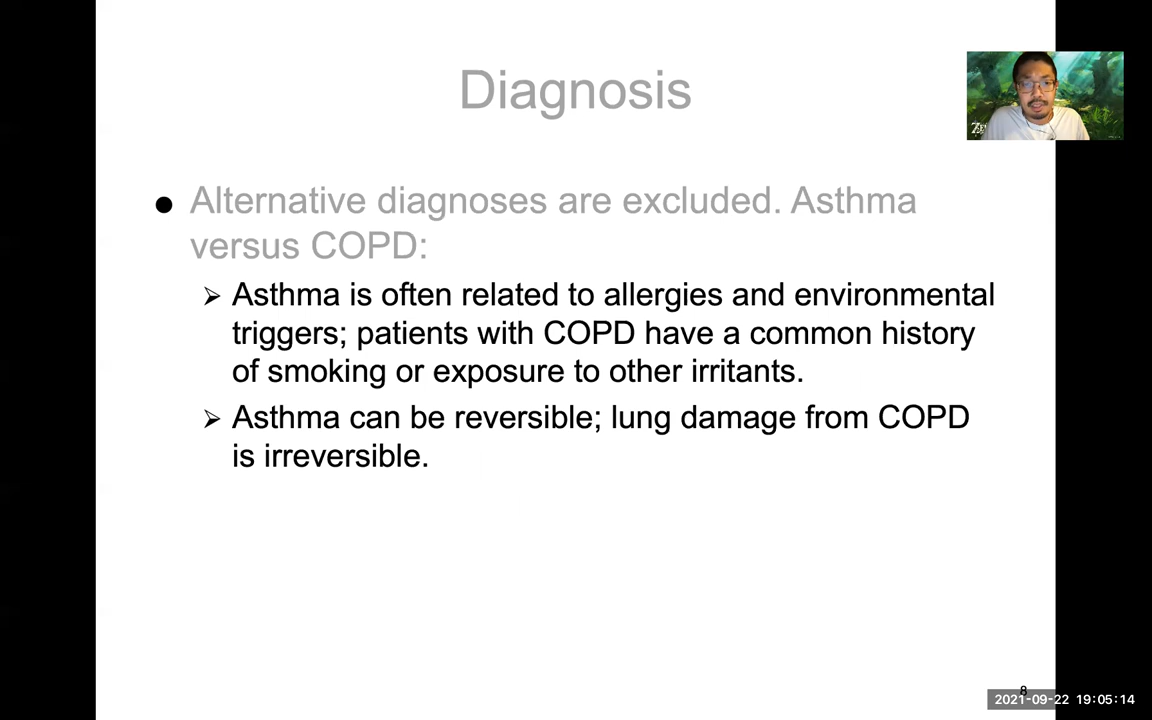 Diagnosis
● Alternative diagnoses are excluded. Asthma
versus COPD:
➢ Asthma is often related to allergies and environmental
triggers; patients with COPD have a common history
of smoking or exposure to other irritants.
➢ Asthma can be reversible; lung damage from COPD
is irreversible.
8
2021-09-22 19:05:14